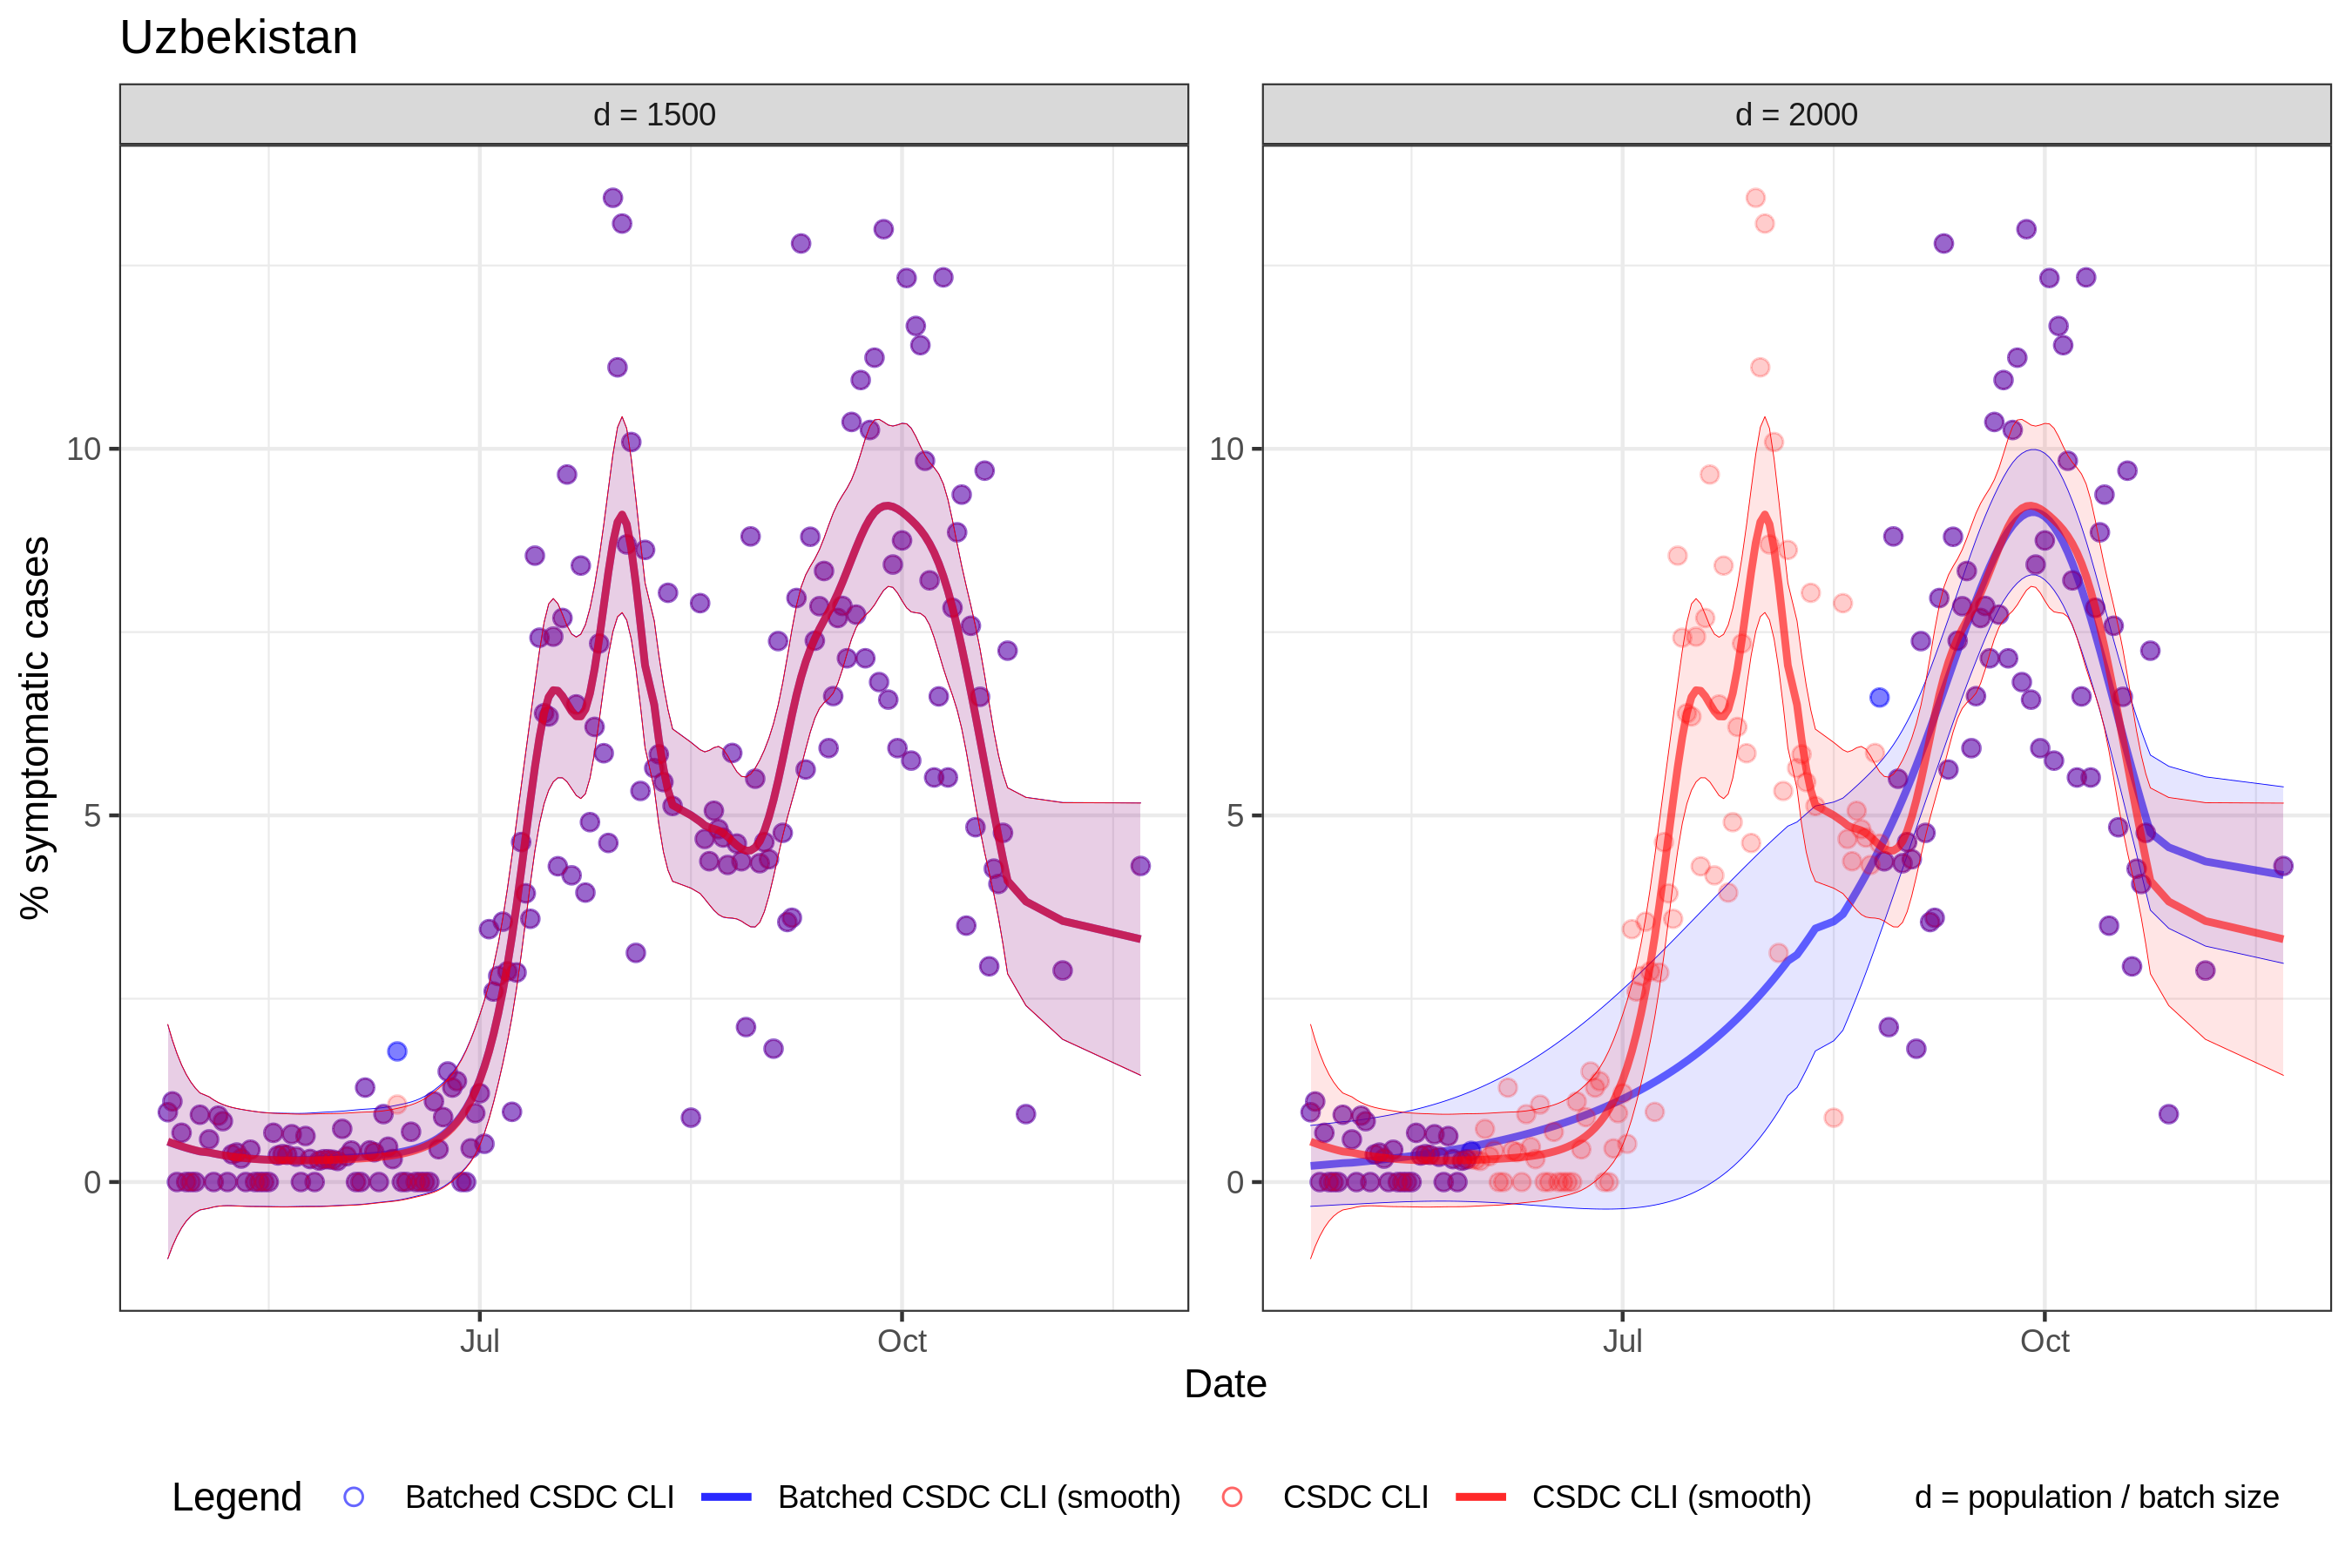 Uzbekistan
d = 1500
d = 2000
% symptomatic cases
10
5
0
10
5
0
Jul
Oct
Jul
Oct
Date
Legend
Batched CSDC CLI
Batched CSDC CLI (smooth)
CSDC CLI
CSDC CLI (smooth)
d = population / batch size